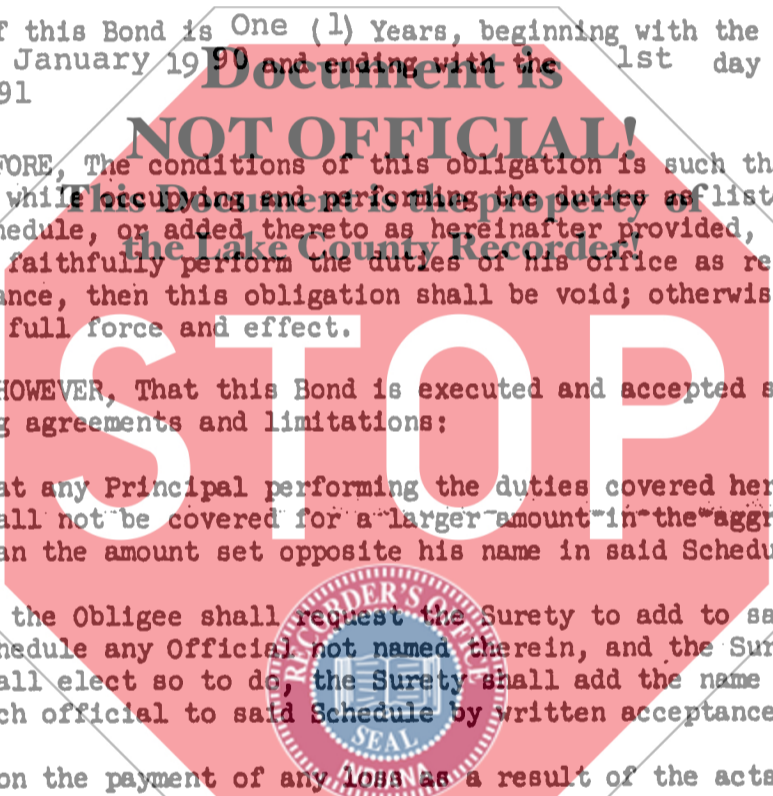 f this Bond is One (1) Years, beginning with the
January 1990 and ending with the 1st day
91
Document is
NOT OFFICIAL!
This Document is the property of
the Lake County Recorder!
FORE, The conditions of this obligation is such th
while occupying and performing the duties as list
hedule, or added thereto as hereinafter provided,
faithfully perform the duties of his office as re
ance, then this obligation shall be void; otherwis
full force and effect.
STOP
HOWEVER, That this Bond is executed and accepted s
g agreements and limitations:
at any Principal performing the duties covered her
all not be covered for a larger amount in the aggr
an the amount set opposite his name in said Schedu
the Obligee shall request the Surety to add to sa
hedule any Official not named therein, and the Sur
all elect so to do, the Surety shall add the name
ch official to said Schedule by written acceptance
on the payment of any loss as a result of the acts
RECORDER'S OFFICE
SEAL
INDIANA